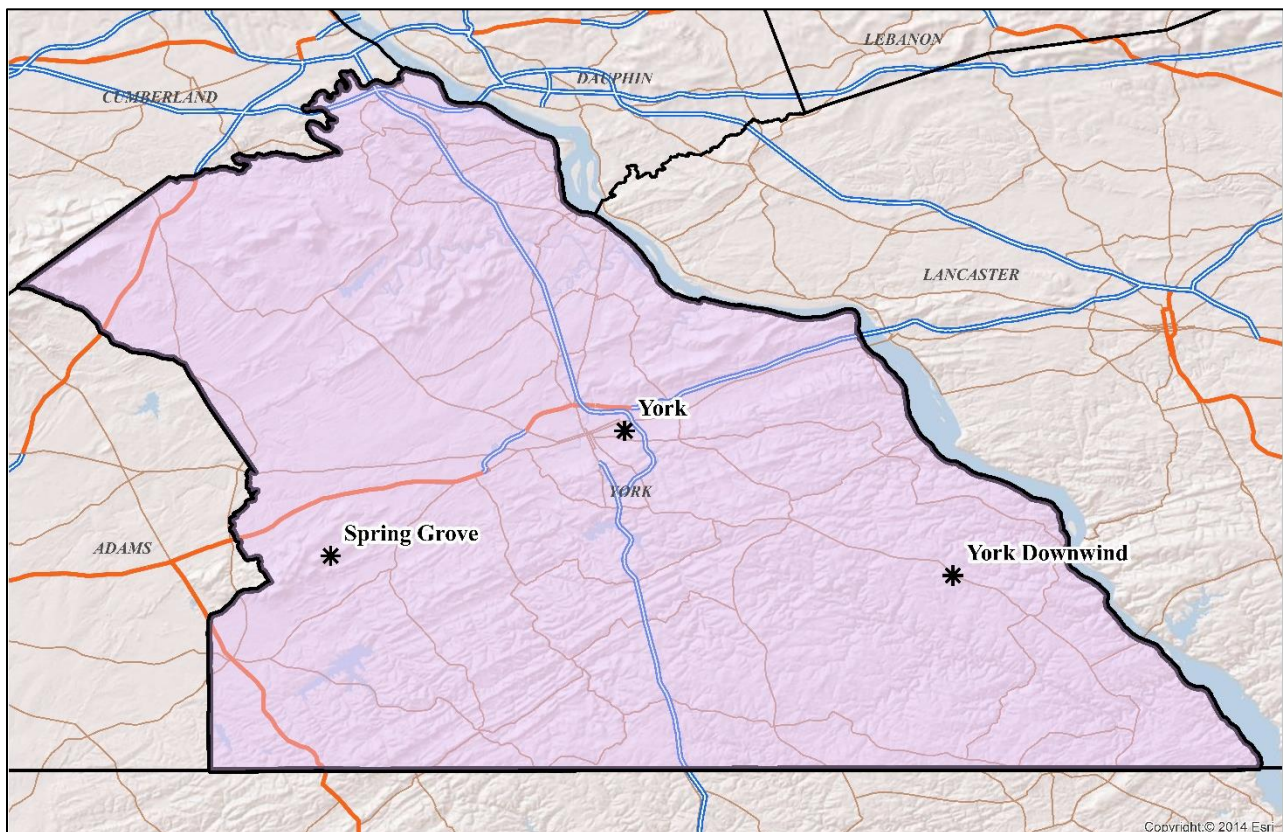 LEBANON
DAUPHIN
CUMBERLAND
LANCASTER
York
YORK
Spring Grove
ADAMS
York Downwind
Copyright:© 2014 Esri